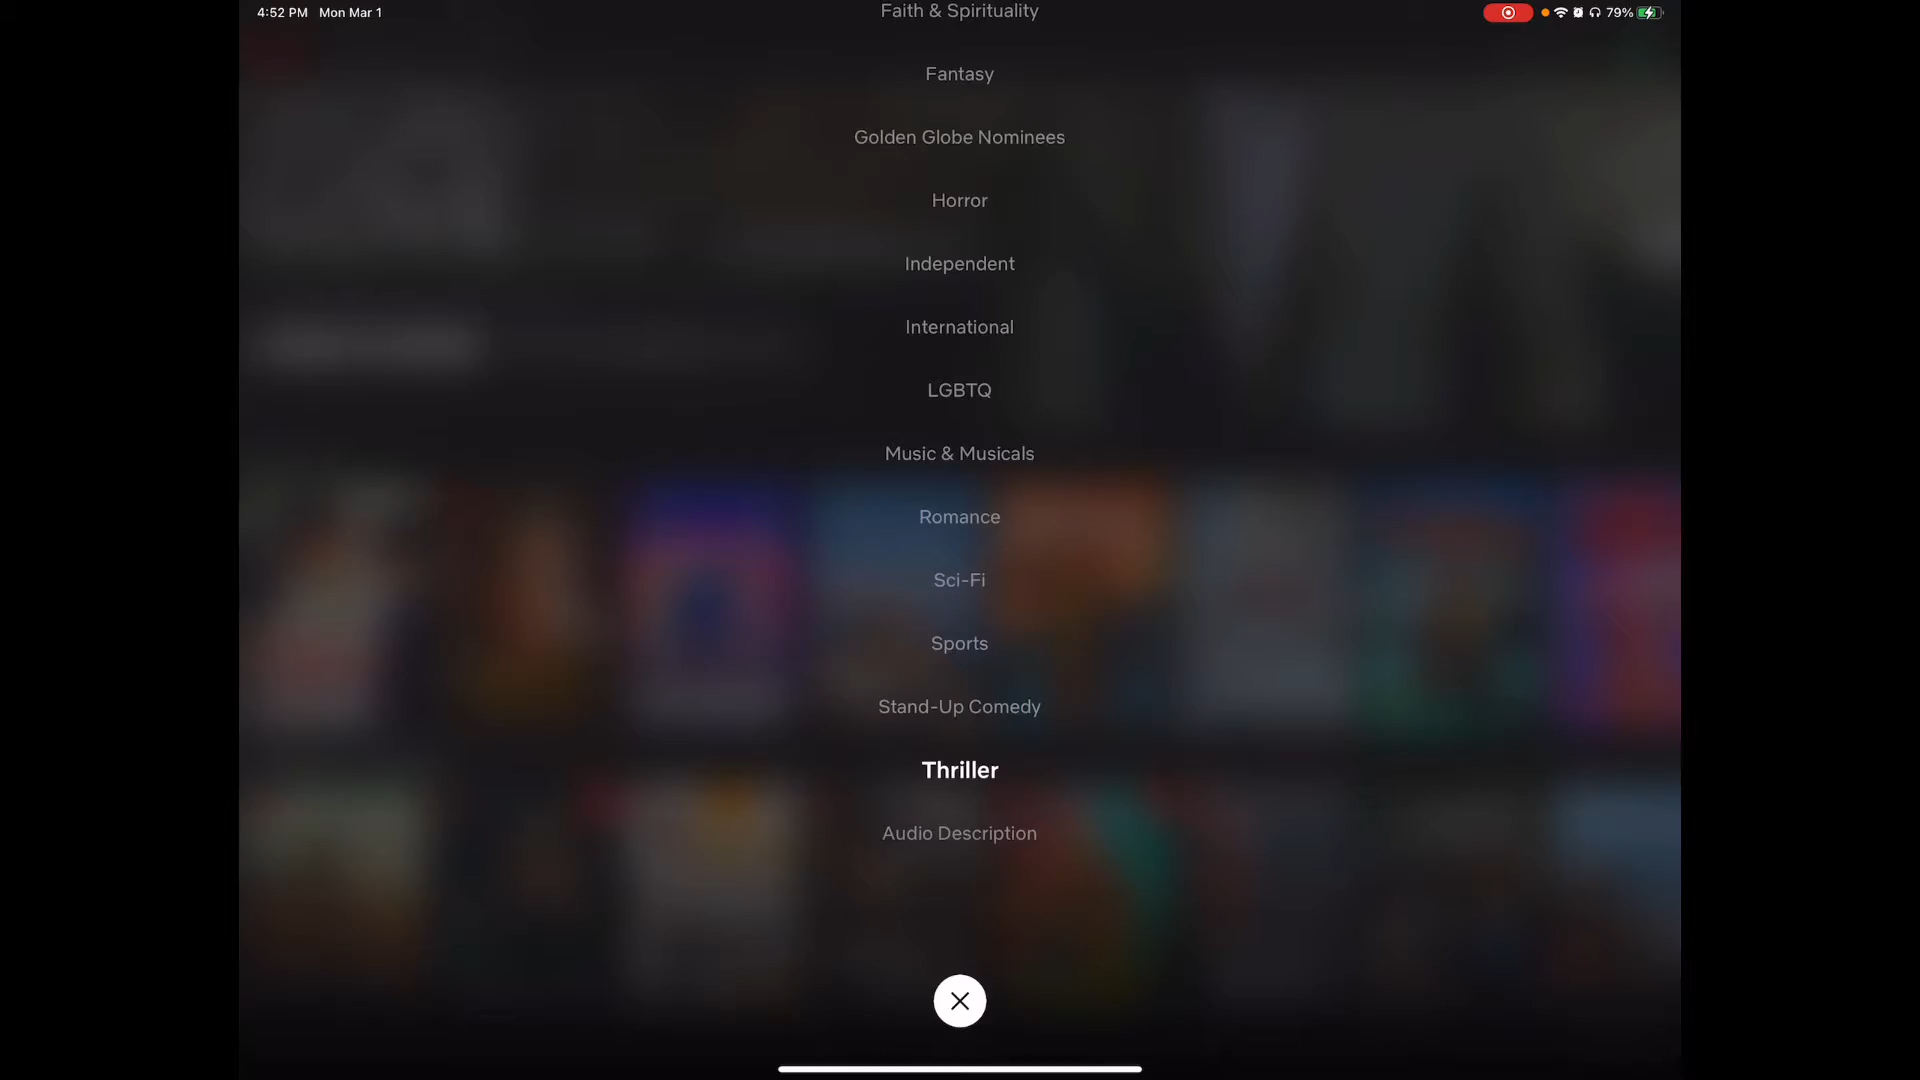 4:52 PM Mon Mar 1
79%
Faith & Spirituality
Fantasy
Golden Globe Nominees
Horror
Independent
International
LGBTQ
Music & Musicals
Romance
Sci-Fi
Sports
Stand-Up Comedy
Thriller
Audio Description